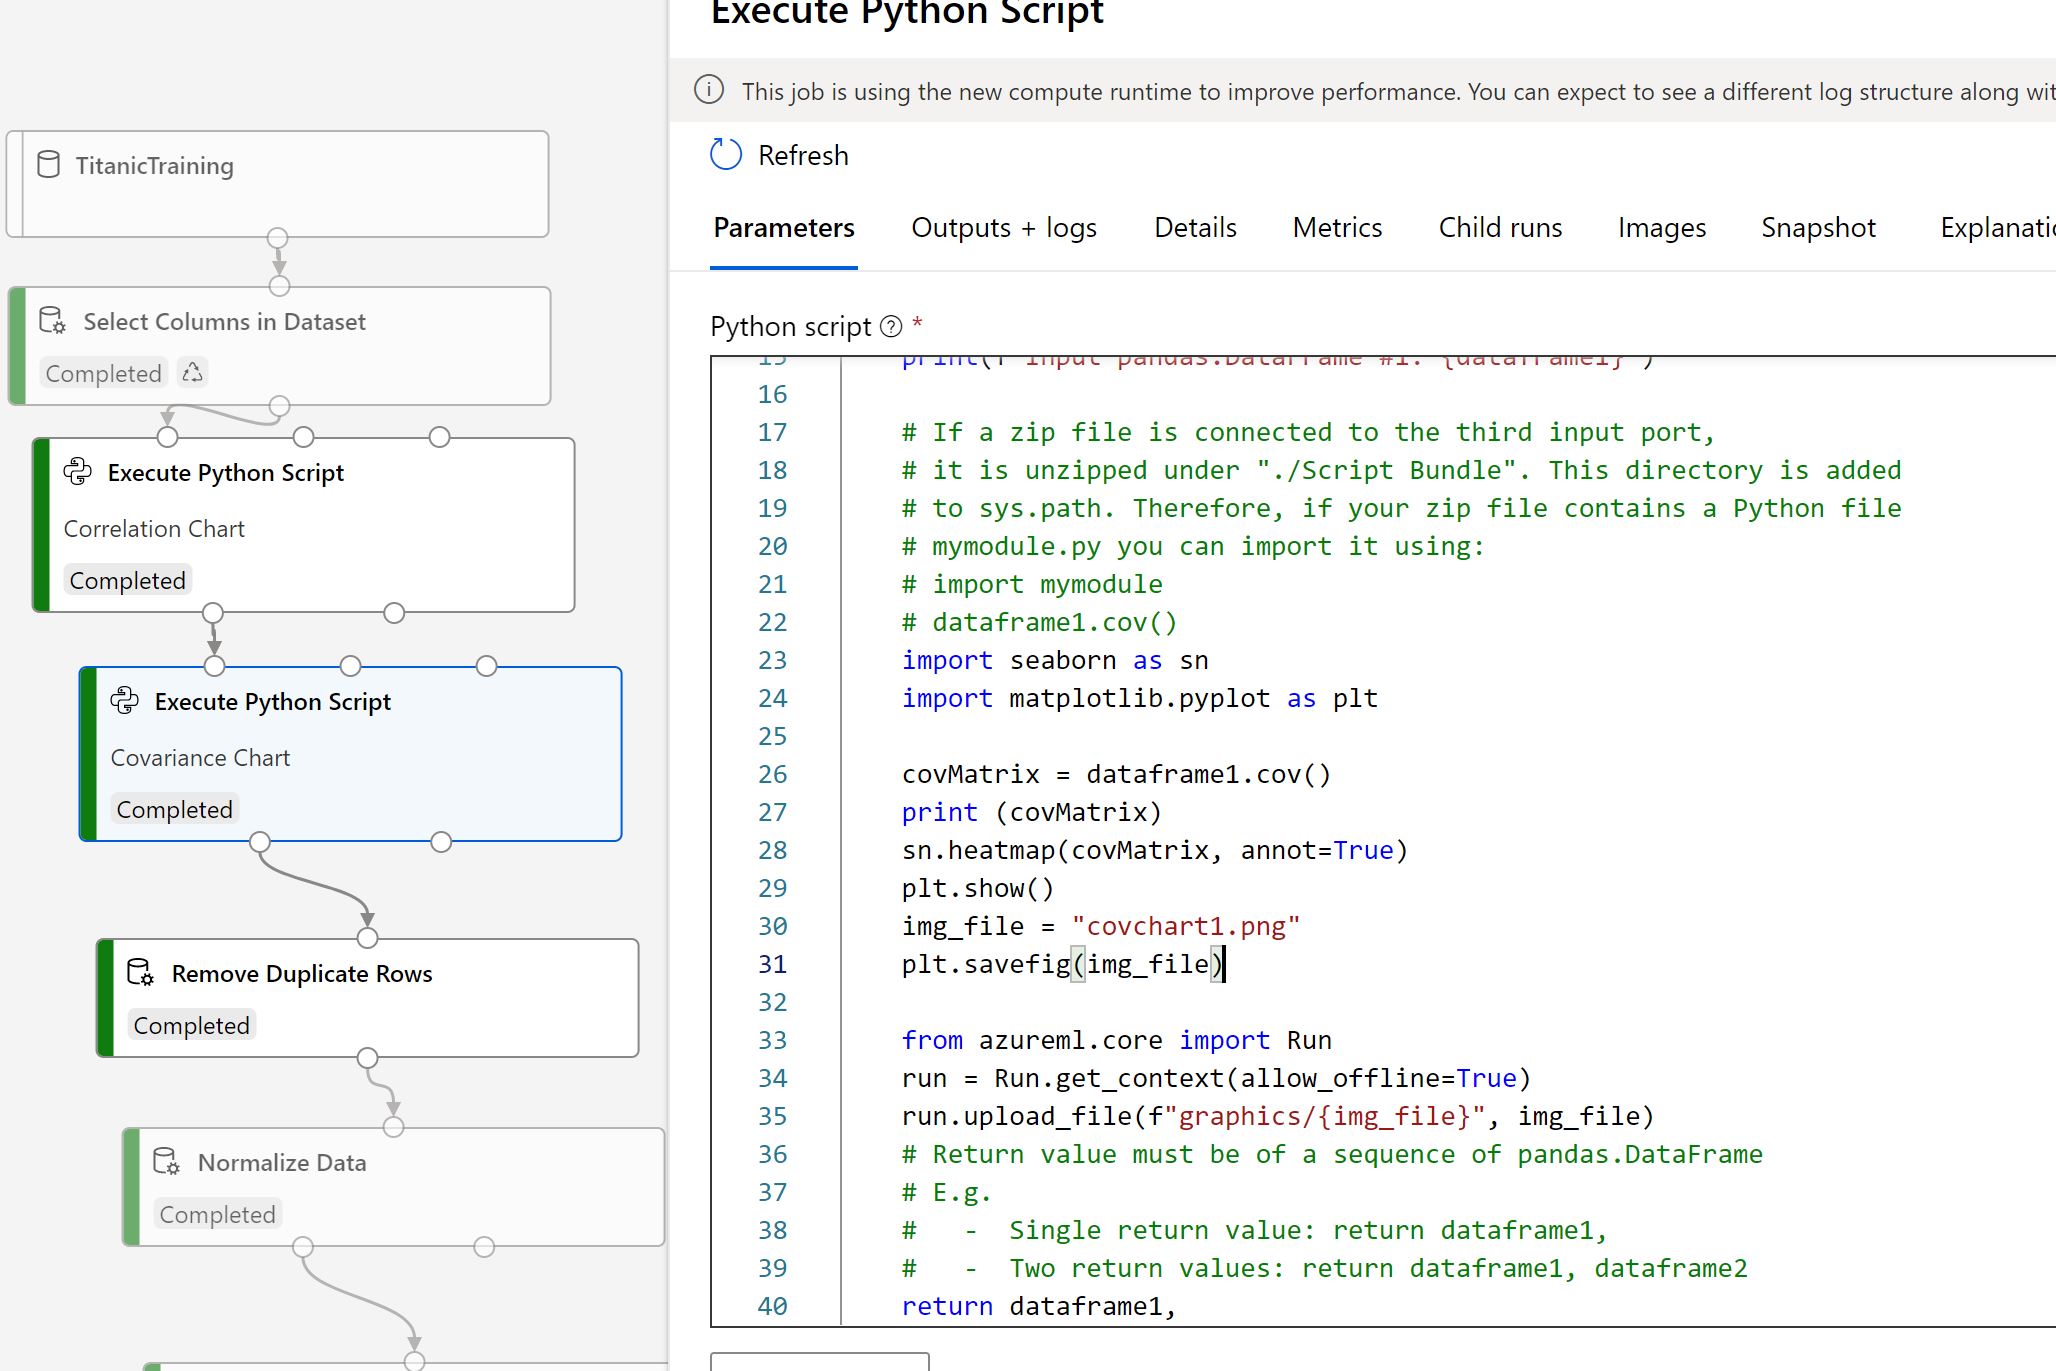 TitanicTraining
Select Columns in Dataset
Completed
Execute Python Script
Correlation Chart
Completed
Execute Python Script
Covariance Chart
Completed
Remove Duplicate Rows
Completed
Normalize Data
Completed
Execute Python Script
This job is using the new compute runtime to improve performance. You can expect to see a different log structure along wit
Refresh
Parameters Outputs + logs Details Metrics Child runs Images Snapshot Explanatio
Python script ? *
15 print(f'Input pandas.DataFrame #1: {dataframe1}')
16
17 # If a zip file is connected to the third input port,
18 # it is unzipped under "./Script Bundle". This directory is added
19 # to sys.path. Therefore, if your zip file contains a Python file
20 # mymodule.py you can import it using:
21 # import mymodule
22 # dataframe1.cov()
23 import seaborn as sn
24 import matplotlib.pyplot as plt
25
26 covMatrix = dataframe1.cov()
27 print (covMatrix)
28 sn.heatmap(covMatrix, annot=True)
29 plt.show()
30 img_file = "covchart1.png"
31 plt.savefig(img_file)
32
33 from azureml.core import Run
34 run = Run.get_context(allow_offline=True)
35 run.upload_file(f"graphics/{img_file}", img_file)
36 # Return value must be of a sequence of pandas.DataFrame
37 # E.g.
38 #   -  Single return value: return dataframe1,
39 #   -  Two return values: return dataframe1, dataframe2
40 return dataframe1,